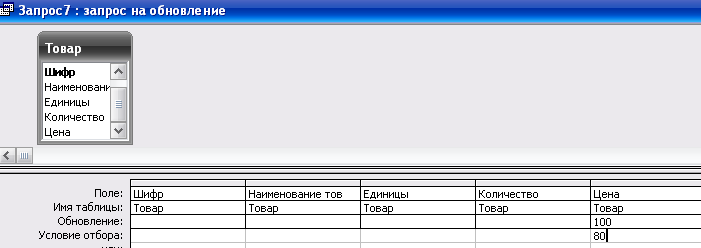 Запрос7 : запрос на обновление
Товар
Шифр
Наименовани
Единицы
Количество
Цена
Поле: Шифр Наименование тов Единицы Количество Цена
Имя таблицы: Товар Товар Товар Товар Товар
Обновление: 100
Условие отбора: 80